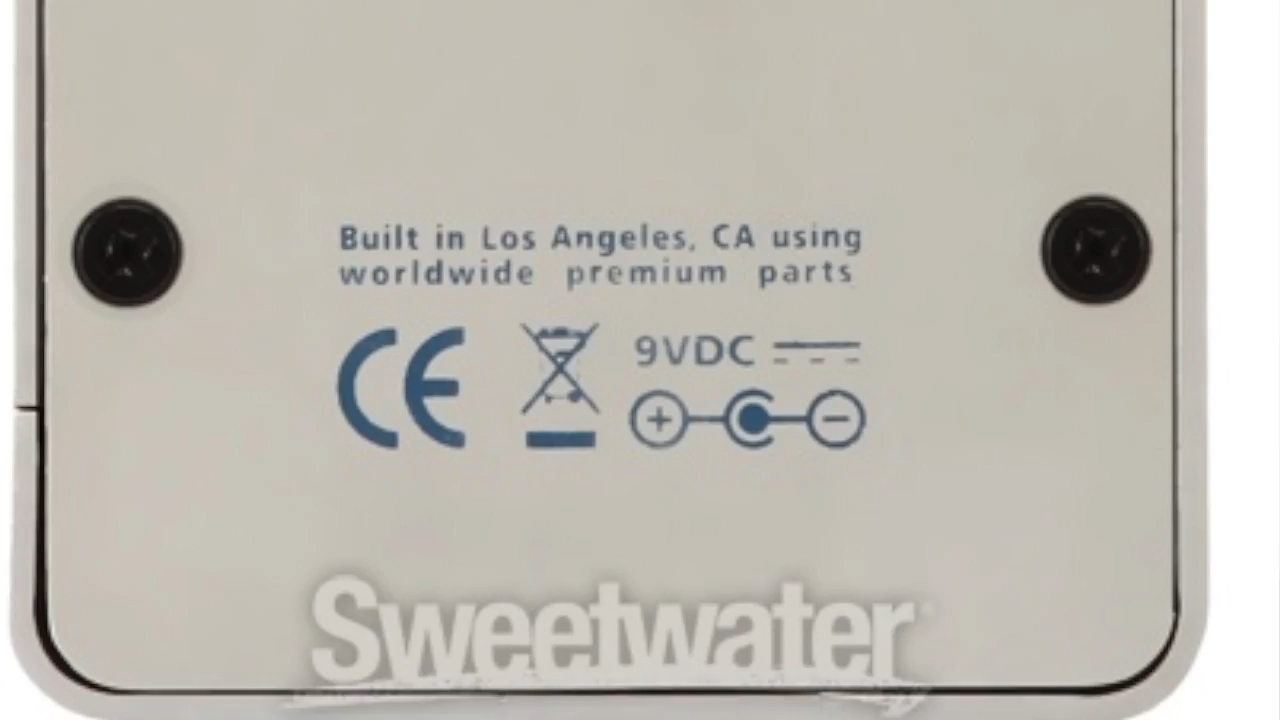 Built in Los Angeles, CA using
worldwide premium parts
CE
9VDC
Sweetwater